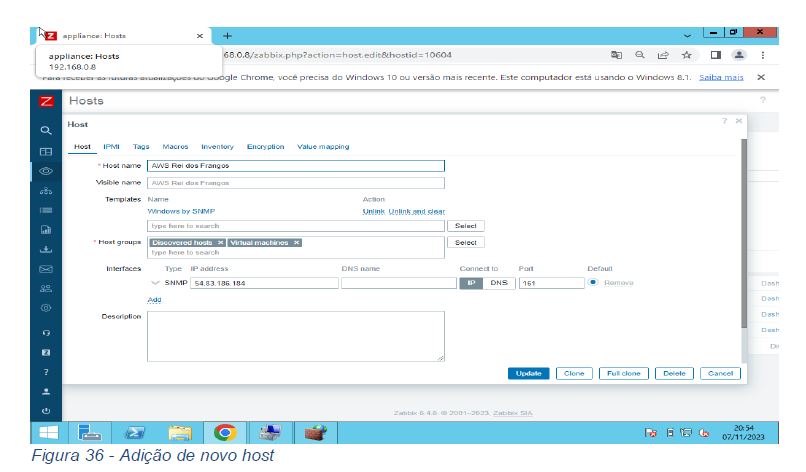 appliance: Hosts
appliance: Hosts
192.168.0.8
68.0.8/zabbix.php?action=host.edit&hostid=10604
Para receber as futuras atualizações do Google Chrome, você precisa do Windows 10 ou versão mais recente. Este computador está usando o Windows 8.1. Saiba mais
Hosts
Host
Host IPMI Tags Macros Inventory Encryption Value mapping
* Host name AWS Rei dos Frangos
Visible name AWS Rei dos Frangos
Templates Name Action
Windows by SNMP Unlink Unlink and clear
type here to search Select
* Host groups Discovered hosts Virtual machines Select
type here to search
Interfaces Type IP address DNS name Connect to Port Default
SNMP 54.83.186.184 IP DNS 161 Remove
Add
Description
Dash
Dash
Dash
Dash
Di
Update Clone Full clone Delete Cancel
Zabbix 6.4.8. © 2001–2023, Zabbix SIA
20:54
07/11/2023
Figura 36 - Adição de novo host